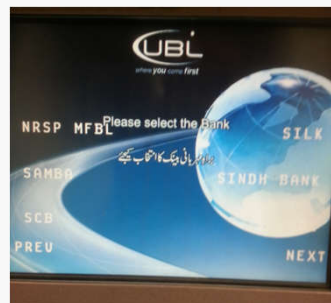 UBL
where you come first
Please select the Bank
NRSP MFBL
SILK
براہ مہربانی بینک کا انتخاب کیجئے
SAMBA
SINDH BANK
SCB
PREV
NEXT